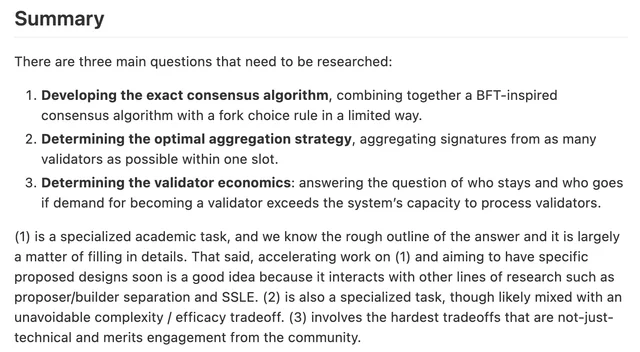 Summary
There are three main questions that need to be researched:
1. Developing the exact consensus algorithm, combining together a BFT-inspired
consensus algorithm with a fork choice rule in a limited way.
2. Determining the optimal aggregation strategy, aggregating signatures from as many
validators as possible within one slot.
3. Determining the validator economics: answering the question of who stays and who goes
if demand for becoming a validator exceeds the system's capacity to process validators.
(1) is a specialized academic task, and we know the rough outline of the answer and it is largely
a matter of filling in details. That said, accelerating work on (1) and aiming to have specific
proposed designs soon is a good idea because it interacts with other lines of research such as
proposer/builder separation and SSLE. (2) is also a specialized task, though likely mixed with an
unavoidable complexity / efficacy tradeoff. (3) involves the hardest tradeoffs that are not-just-
technical and merits engagement from the community.